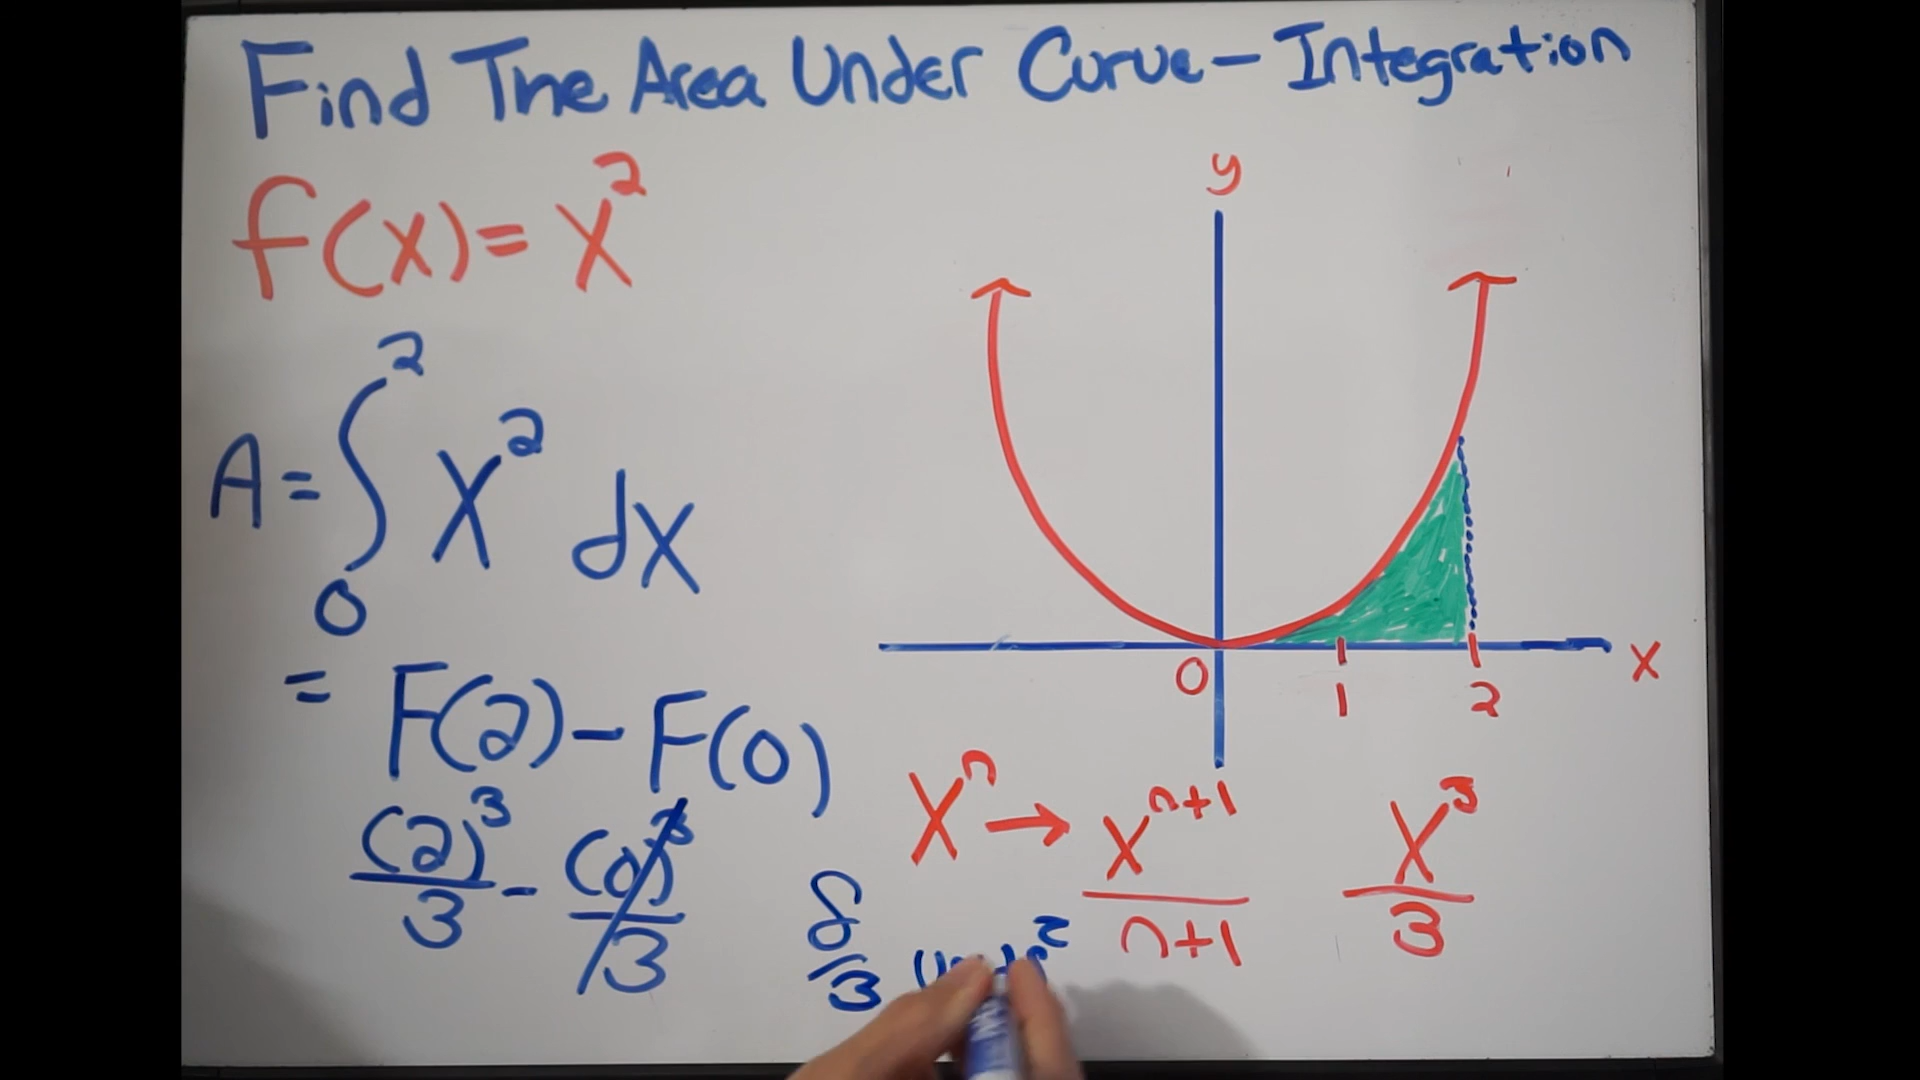 Find The Area Under Curve - Integration
f(x) = x²
A = ∫₀² x² dx
= F(2) - F(0)
(2)³/3 - (0)³/3
8/3
y
0 1 2 x
xⁿ → xⁿ⁺¹/n+1
x³/3